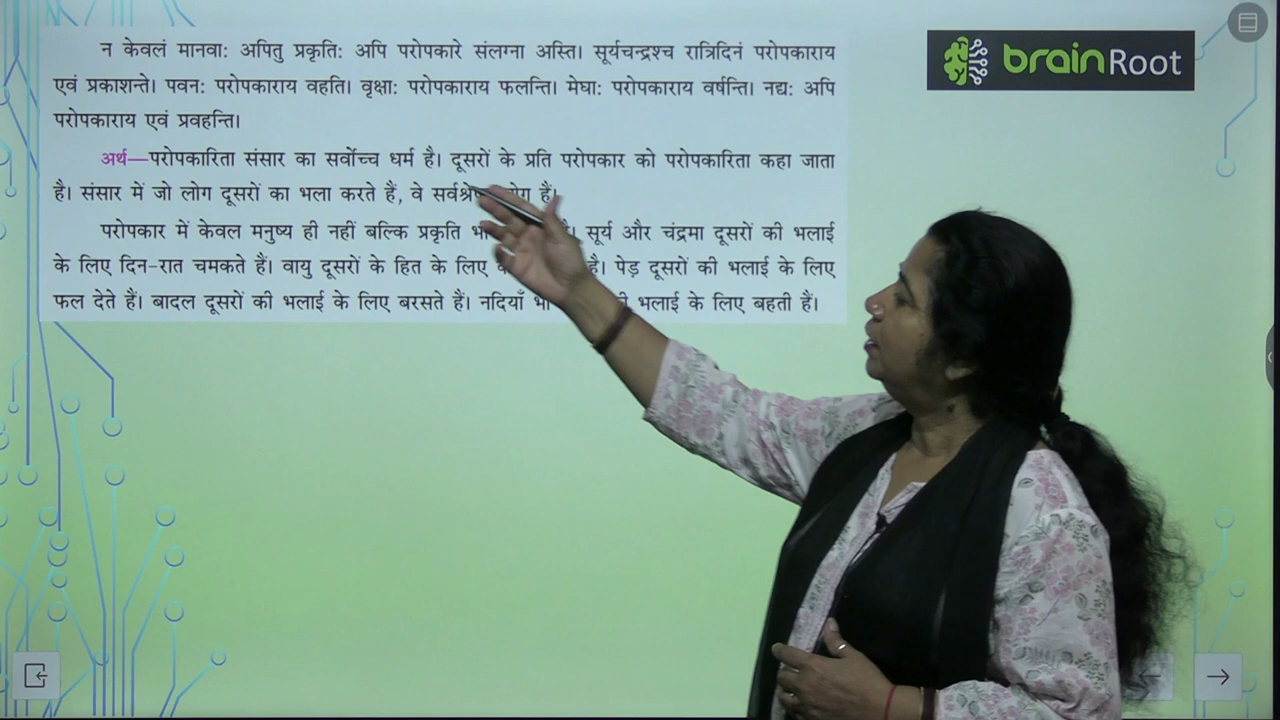 न केवलं मानवा: अपितु प्रकृति: अपि परोपकारे संलग्ना अस्ति। सूर्यचन्द्रश्च रात्रिदिनं परोपकाराय
एवं प्रकाशन्ते। पवन: परोपकाराय वहति। वृक्षा: परोपकाराय फलन्ति। मेघा: परोपकाराय वर्षन्ति। नद्य: अपि
परोपकाराय एवं प्रवहन्ति।
अर्थ—परोपकारिता संसार का सर्वोच्च धर्म है। दूसरों के प्रति परोपकार को परोपकारिता कहा जाता
है। संसार में जो लोग दूसरों का भला करते हैं, वे हैं।
परोपकार में केवल मनुष्य ही नहीं बल्कि प्रकृति है। सूर्य और चंद्रमा दूसरों की भलाई
के लिए दिन-रात चमकते हैं। वायु दूसरों के हित के लिए है। पेड़ दूसरों की भलाई के लिए
फल देते हैं। बादल दूसरों की भलाई के लिए बरसते हैं। नदियाँ भलाई के लिए बहती हैं।
brainRoot